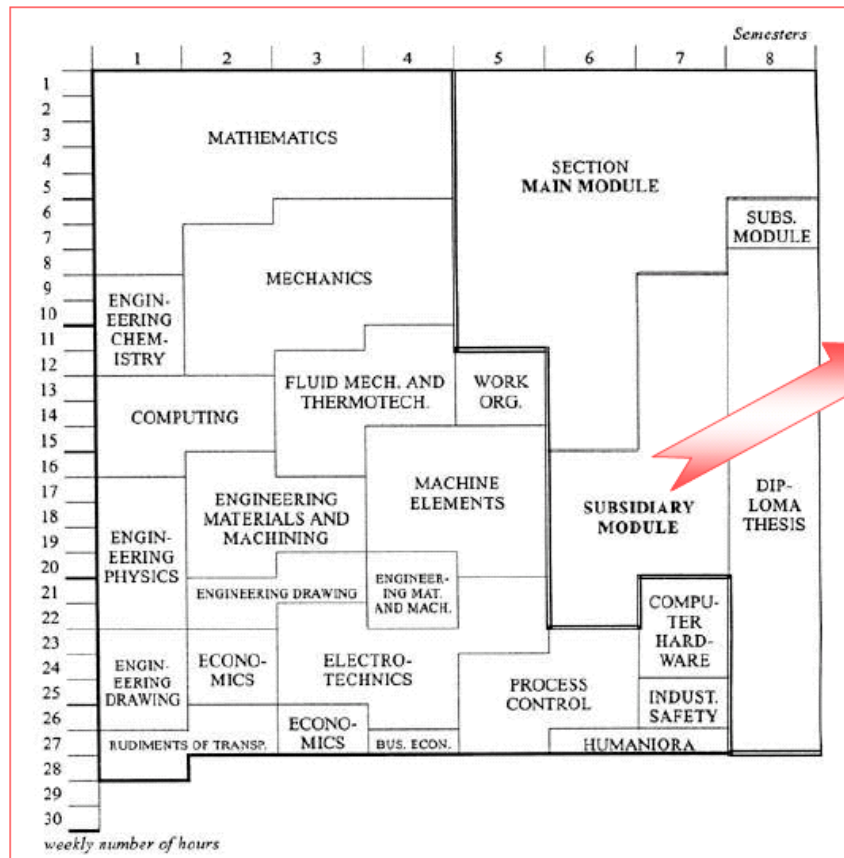 Semesters
1 2 3 4 5 6 7 8
1
2
3
4
5
6
7
8
9
10
11
12
13
14
15
16
17
18
19
20
21
22
23
24
25
26
27
28
29
30
MATHEMATICS
SECTION
MAIN MODULE
SUBS.
MODULE
MECHANICS
ENGIN-
EERING
CHEM-
ISTRY
FLUID MECH. AND
THERMOTECH.
WORK
ORG.
COMPUTING
MACHINE
ELEMENTS
ENGINEERING
MATERIALS AND
MACHINING
SUBSIDIARY
MODULE
DIP-
LOMA
THESIS
ENGIN-
EERING
PHYSICS
ENGINEERING DRAWING
ENGINEER-
ING MAT.
AND MACH.
COMPU-
TER
HARD-
WARE
ENGIN-
EERING
DRAWING
ECONO-
MICS
ELECTRO-
TECHNICS
PROCESS
CONTROL
INDUST.
SAFETY
RUDIMENTS OF TRANSP.
ECONO-
MICS
BUS. ECON.
HUMANIORA
weekly number of hours